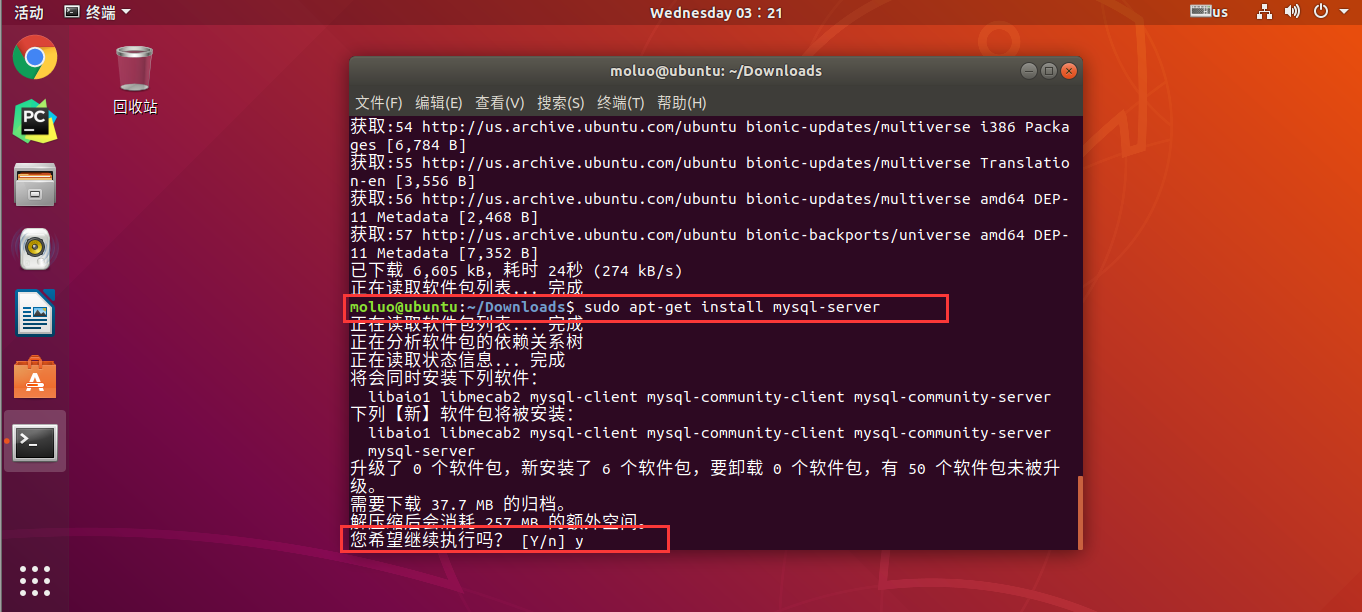 活动 终端 Wednesday 03:21 us
PC
回收站
moluo@ubuntu: ~/Downloads
文件(F) 编辑(E) 查看(V) 搜索(S) 终端(T) 帮助(H)
获取:54 http://us.archive.ubuntu.com/ubuntu bionic-updates/multiverse i386 Packa
ges [6,784 B]
获取:55 http://us.archive.ubuntu.com/ubuntu bionic-updates/multiverse Translatio
n-en [3,556 B]
获取:56 http://us.archive.ubuntu.com/ubuntu bionic-updates/multiverse amd64 DEP-
11 Metadata [2,468 B]
获取:57 http://us.archive.ubuntu.com/ubuntu bionic-backports/universe amd64 DEP-
11 Metadata [7,352 B]
已下载 6,605 kB，耗时 24秒 (274 kB/s)
正在读取软件包列表... 完成
moluo@ubuntu:~/Downloads$ sudo apt-get install mysql-server
正在读取软件包列表... 完成
正在分析软件包的依赖关系树
正在读取状态信息... 完成
将会同时安装下列软件：
libaio1 libmecab2 mysql-client mysql-community-client mysql-community-server
下列【新】软件包将被安装：
libaio1 libmecab2 mysql-client mysql-community-client mysql-community-server
mysql-server
升级了 0 个软件包，新安装了 6 个软件包，要卸载 0 个软件包，有 50 个软件包未被升
级。
需要下载 37.7 MB 的归档。
解压缩后会消耗 257 MB 的额外空间。
您希望继续执行吗？ [Y/n] y